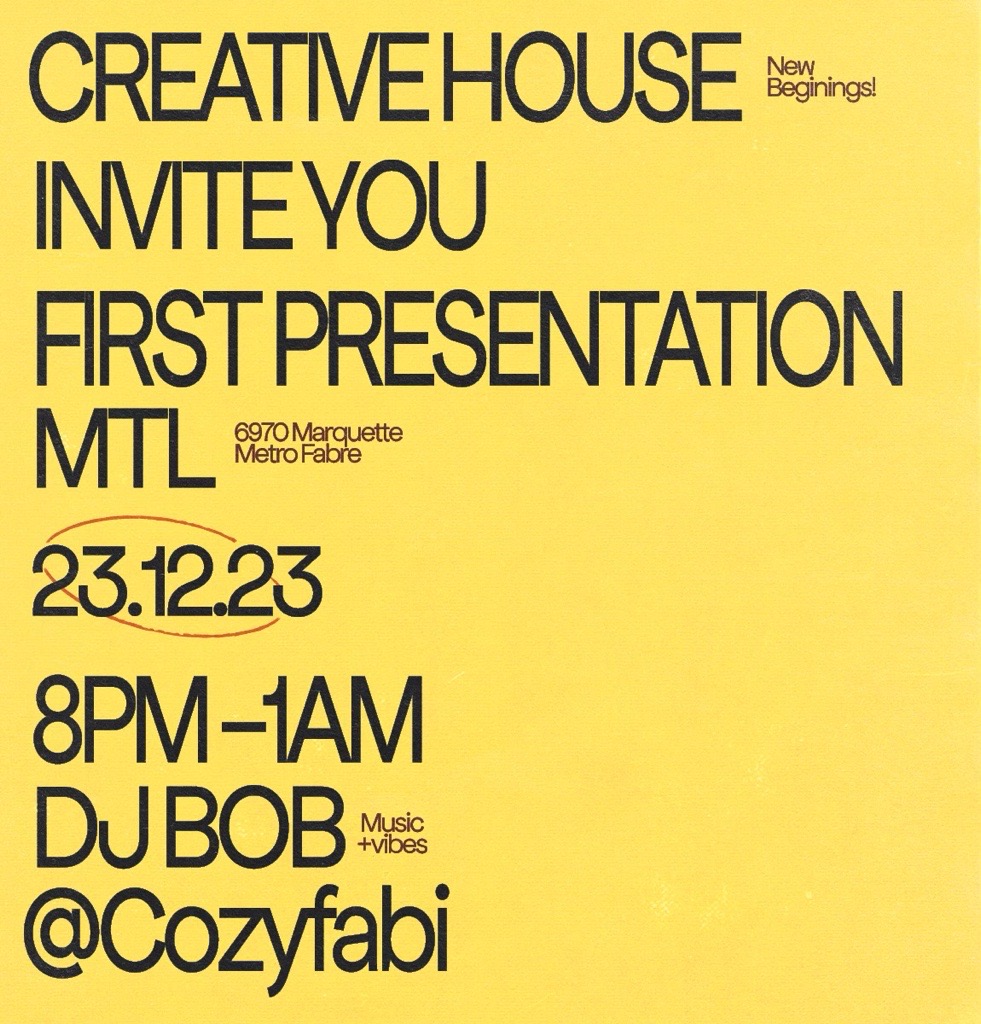 CREATIVE HOUSE
New
Beginings!
INVITE YOU
FIRST PRESENTATION
MTL
6970 Marquette
Metro Fabre
23.12.23
8PM –1AM
DJ BOB
Music
+vibes
@Cozyfabi